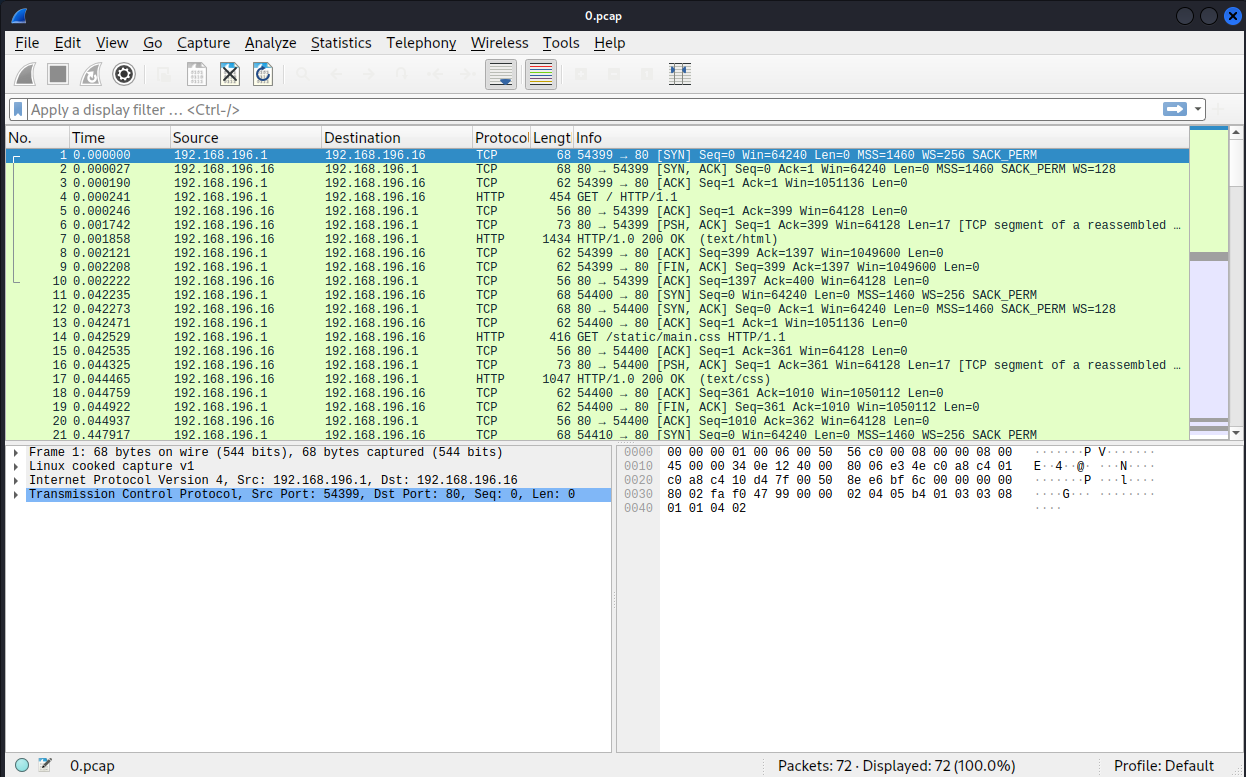 0.pcap
File Edit View Go Capture Analyze Statistics Telephony Wireless Tools Help
Apply a display filter … <Ctrl-/>
No. Time Source Destination Protocol Lengt Info
1 0.000000 192.168.196.1 192.168.196.16 TCP 68 54399 → 80 [SYN] Seq=0 Win=64240 Len=0 MSS=1460 WS=256 SACK_PERM
2 0.000027 192.168.196.16 192.168.196.1 TCP 68 80 → 54399 [SYN, ACK] Seq=0 Ack=1 Win=64240 Len=0 MSS=1460 SACK_PERM WS=128
3 0.000190 192.168.196.1 192.168.196.16 TCP 62 54399 → 80 [ACK] Seq=1 Ack=1 Win=1051136 Len=0
4 0.000241 192.168.196.1 192.168.196.16 HTTP 454 GET / HTTP/1.1
5 0.000246 192.168.196.16 192.168.196.1 TCP 56 80 → 54399 [ACK] Seq=1 Ack=399 Win=64128 Len=0
6 0.001742 192.168.196.16 192.168.196.1 TCP 73 80 → 54399 [PSH, ACK] Seq=1 Ack=399 Win=64128 Len=17 [TCP segment of a reassembled …
7 0.001858 192.168.196.16 192.168.196.1 HTTP 1434 HTTP/1.0 200 OK (text/html)
8 0.002121 192.168.196.1 192.168.196.16 TCP 62 54399 → 80 [ACK] Seq=399 Ack=1397 Win=1049600 Len=0
9 0.002208 192.168.196.1 192.168.196.16 TCP 62 54399 → 80 [FIN, ACK] Seq=399 Ack=1397 Win=1049600 Len=0
10 0.002222 192.168.196.16 192.168.196.1 TCP 56 80 → 54399 [ACK] Seq=1397 Ack=400 Win=64128 Len=0
11 0.042235 192.168.196.1 192.168.196.16 TCP 68 54400 → 80 [SYN] Seq=0 Win=64240 Len=0 MSS=1460 WS=256 SACK_PERM
12 0.042273 192.168.196.16 192.168.196.1 TCP 68 80 → 54400 [SYN, ACK] Seq=0 Ack=1 Win=64240 Len=0 MSS=1460 SACK_PERM WS=128
13 0.042471 192.168.196.1 192.168.196.16 TCP 62 54400 → 80 [ACK] Seq=1 Ack=1 Win=1051136 Len=0
14 0.042529 192.168.196.1 192.168.196.16 HTTP 416 GET /static/main.css HTTP/1.1
15 0.042535 192.168.196.16 192.168.196.1 TCP 56 80 → 54400 [ACK] Seq=1 Ack=361 Win=64128 Len=0
16 0.044325 192.168.196.16 192.168.196.1 TCP 73 80 → 54400 [PSH, ACK] Seq=1 Ack=361 Win=64128 Len=17 [TCP segment of a reassembled …
17 0.044465 192.168.196.16 192.168.196.1 HTTP 1047 HTTP/1.0 200 OK (text/css)
18 0.044759 192.168.196.1 192.168.196.16 TCP 62 54400 → 80 [ACK] Seq=361 Ack=1010 Win=1050112 Len=0
19 0.044922 192.168.196.1 192.168.196.16 TCP 62 54400 → 80 [FIN, ACK] Seq=361 Ack=1010 Win=1050112 Len=0
20 0.044937 192.168.196.16 192.168.196.1 TCP 56 80 → 54400 [ACK] Seq=1010 Ack=362 Win=64128 Len=0
21 0.447917 192.168.196.1 192.168.196.16 TCP 68 54410 → 80 [SYN] Seq=0 Win=64240 Len=0 MSS=1460 WS=256 SACK_PERM
Frame 1: 68 bytes on wire (544 bits), 68 bytes captured (544 bits)
Linux cooked capture v1
Internet Protocol Version 4, Src: 192.168.196.1, Dst: 192.168.196.16
Transmission Control Protocol, Src Port: 54399, Dst Port: 80, Seq: 0, Len: 0
0000 00 00 00 01 00 06 00 50 56 c0 00 08 00 00 08 00 ·······P V·······
0010 45 00 00 34 0e 12 40 00 80 06 e3 4e c0 a8 c4 01 E··4··@· ···N····
0020 c0 a8 c4 10 d4 7f 00 50 8e e6 bf 6c 00 00 00 00 ·······P ···l····
0030 80 02 fa f0 47 99 00 00 02 04 05 b4 01 03 03 08 ····G··· ········
0040 01 01 04 02 ····
0.pcap Packets: 72 · Displayed: 72 (100.0%) Profile: Default